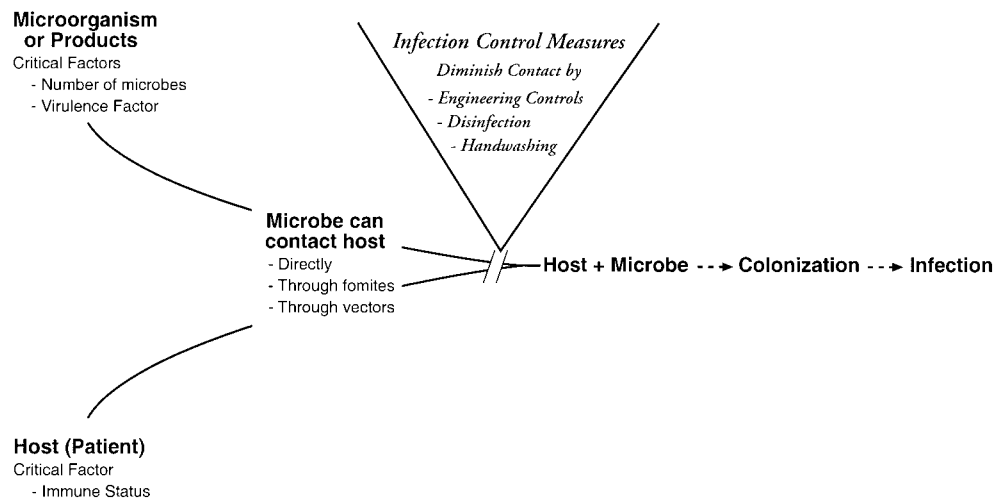 Microorganism
or Products
Critical Factors
- Number of microbes
- Virulence Factor
Infection Control Measures
Diminish Contact by
- Engineering Controls
- Disinfection
- Handwashing
Microbe can
contact host
- Directly
- Through fomites
- Through vectors
Host + Microbe
Colonization
Infection
Host (Patient)
Critical Factor
- Immune Status